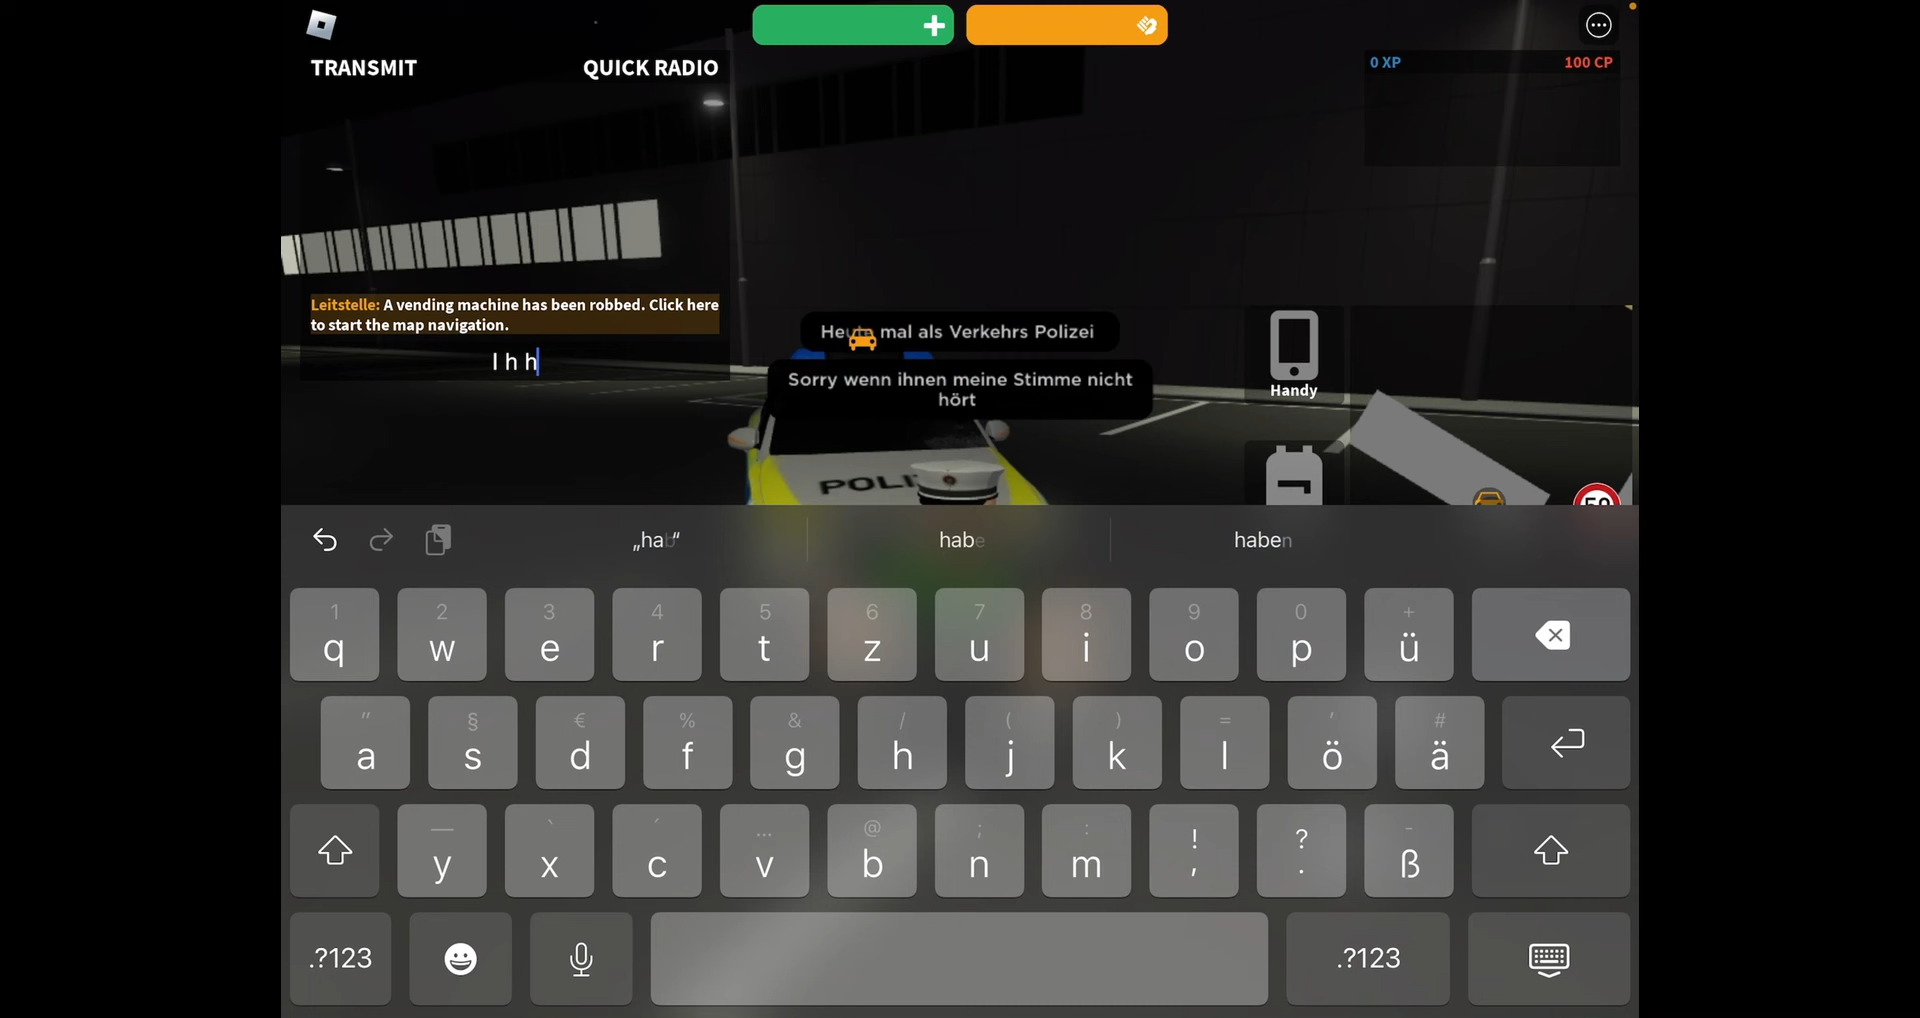 TRANSMIT
QUICK RADIO
0 XP
100 CP
Leitstelle: A vending machine has been robbed. Click here
to start the map navigation.
I h h
mal als Verkehrs Polizei
Sorry wenn ihnen meine Stimme nicht
hört
Handy
„hab“
habe
haben
1 2 3 4 5 6 7 8 9 0 +
q w e r t z u i o p ü
" § € % & / ( ) = ' #
a s d f g h j k l ö ä
— ` ´ ... @ ; : ! ? -
y x c v b n m , . ß
.?123
.?123